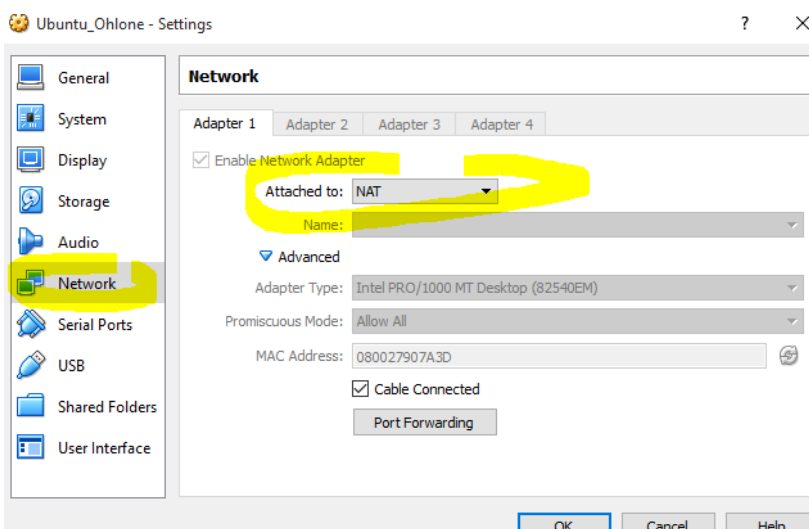 Ubuntu_Ohlone - Settings
?
General
System
Display
Storage
Audio
Network
Serial Ports
USB
Shared Folders
User Interface
Network
Adapter 1 Adapter 2 Adapter 3 Adapter 4
Enable Network Adapter
Attached to: NAT
Name:
Advanced
Adapter Type: Intel PRO/1000 MT Desktop (82540EM)
Promiscuous Mode: Allow All
MAC Address: 080027907A3D
Cable Connected
Port Forwarding
OK Cancel Help